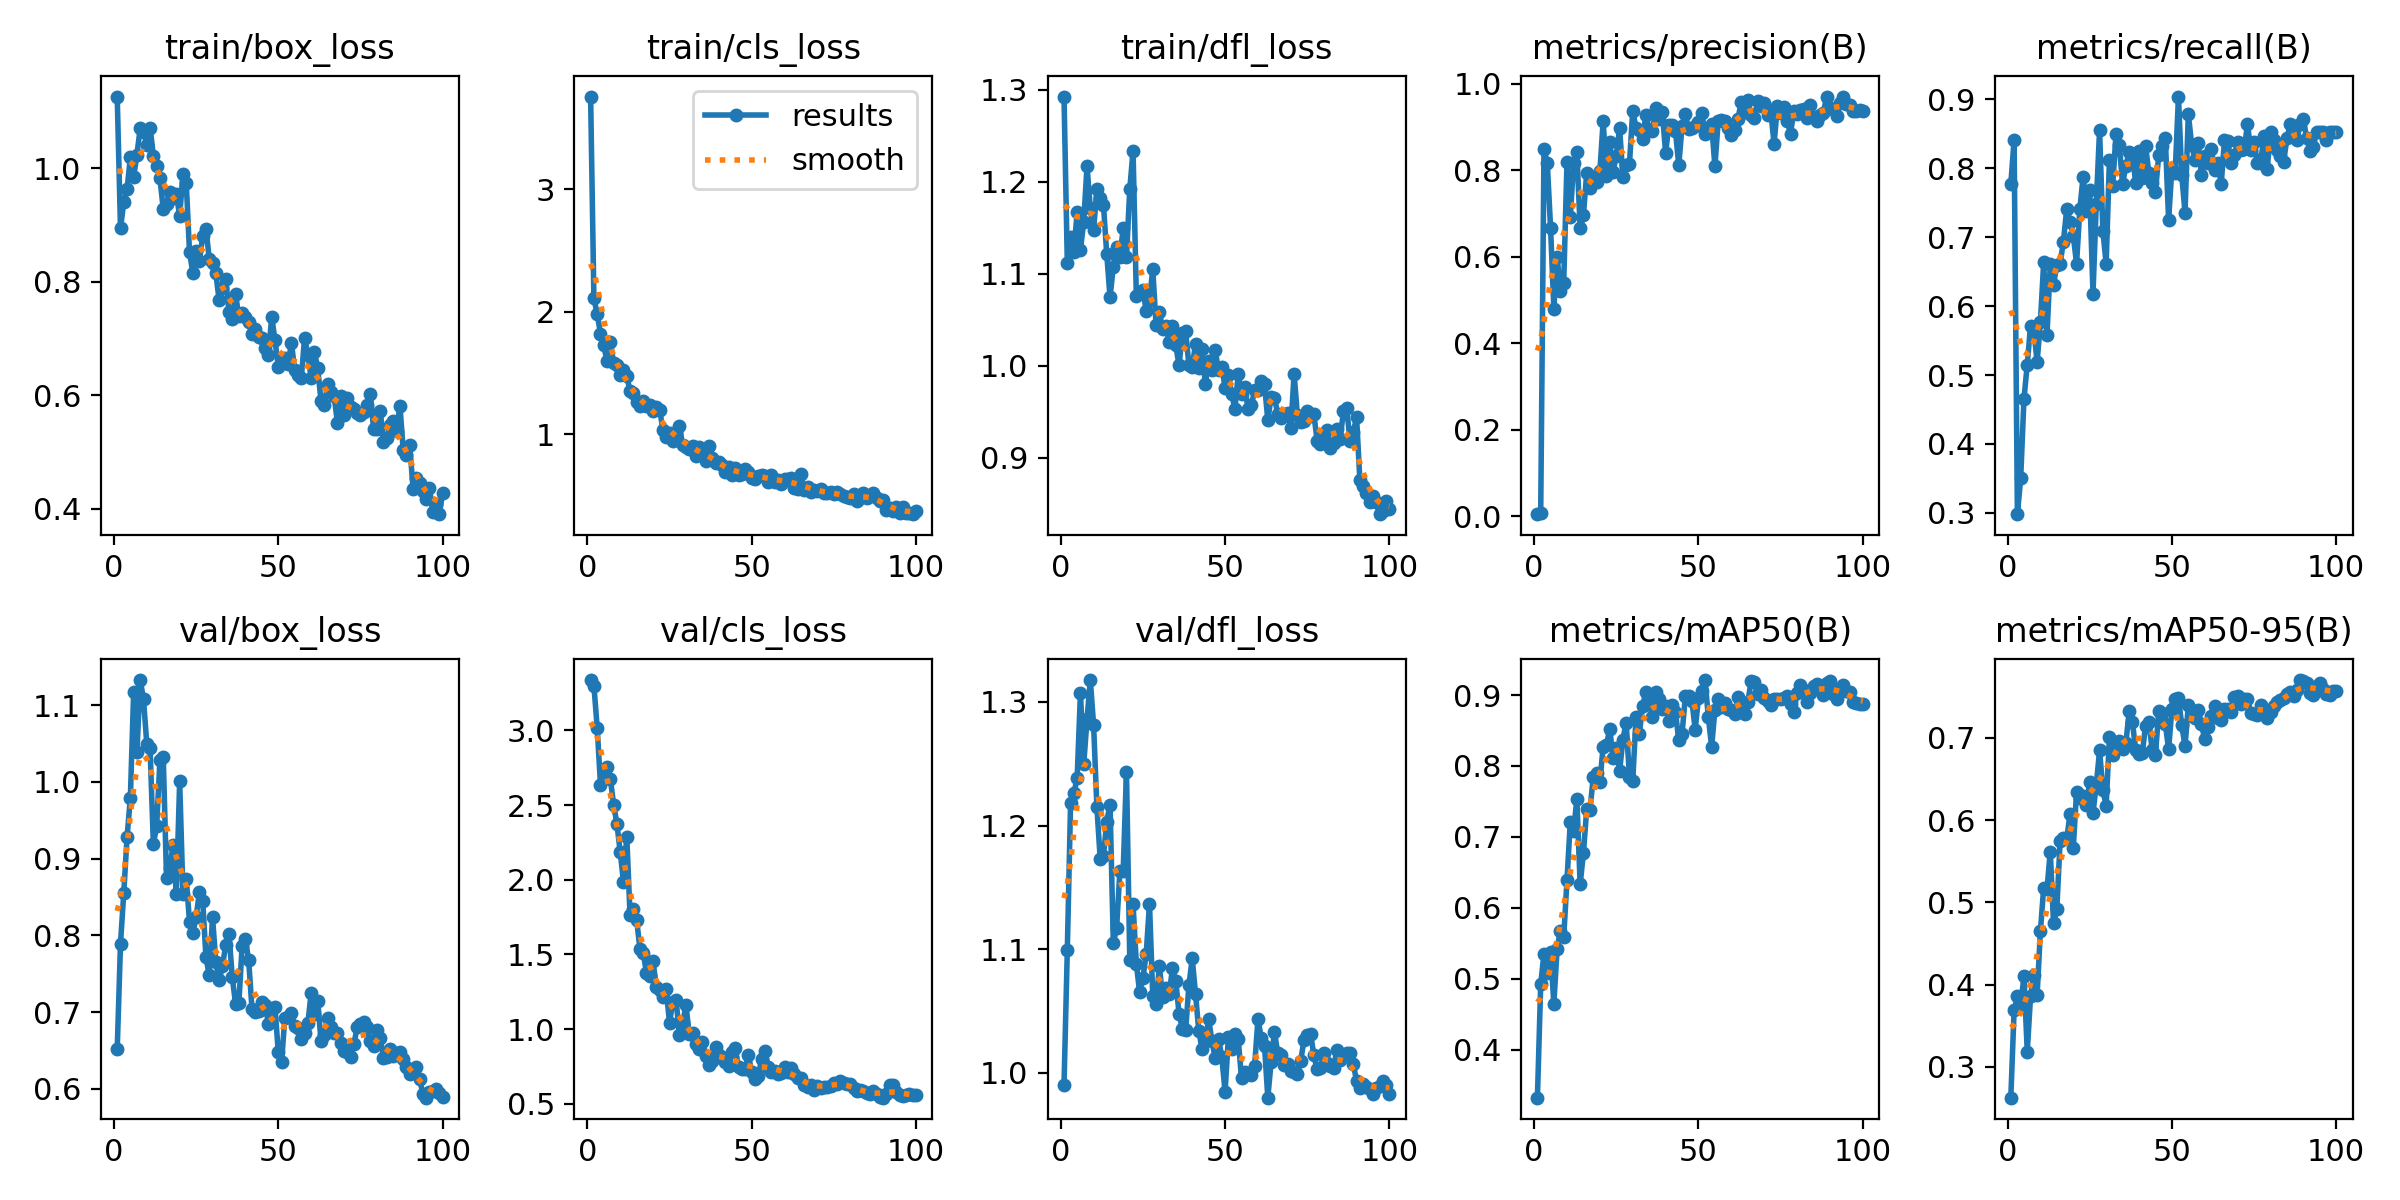 train/box_loss
train/cls_loss
train/dfl_loss
metrics/precision(B)
metrics/recall(B)
results
smooth
1.0
0.8
0.6
0.4
0 50 100
3
2
1
0 50 100
1.3
1.2
1.1
1.0
0.9
0 50 100
1.0
0.8
0.6
0.4
0.2
0.0
0 50 100
0.9
0.8
0.7
0.6
0.5
0.4
0.3
0 50 100
val/box_loss
val/cls_loss
val/dfl_loss
metrics/mAP50(B)
metrics/mAP50-95(B)
1.1
1.0
0.9
0.8
0.7
0.6
0 50 100
3.0
2.5
2.0
1.5
1.0
0.5
0 50 100
1.3
1.2
1.1
1.0
0 50 100
0.9
0.8
0.7
0.6
0.5
0.4
0 50 100
0.7
0.6
0.5
0.4
0.3
0 50 100